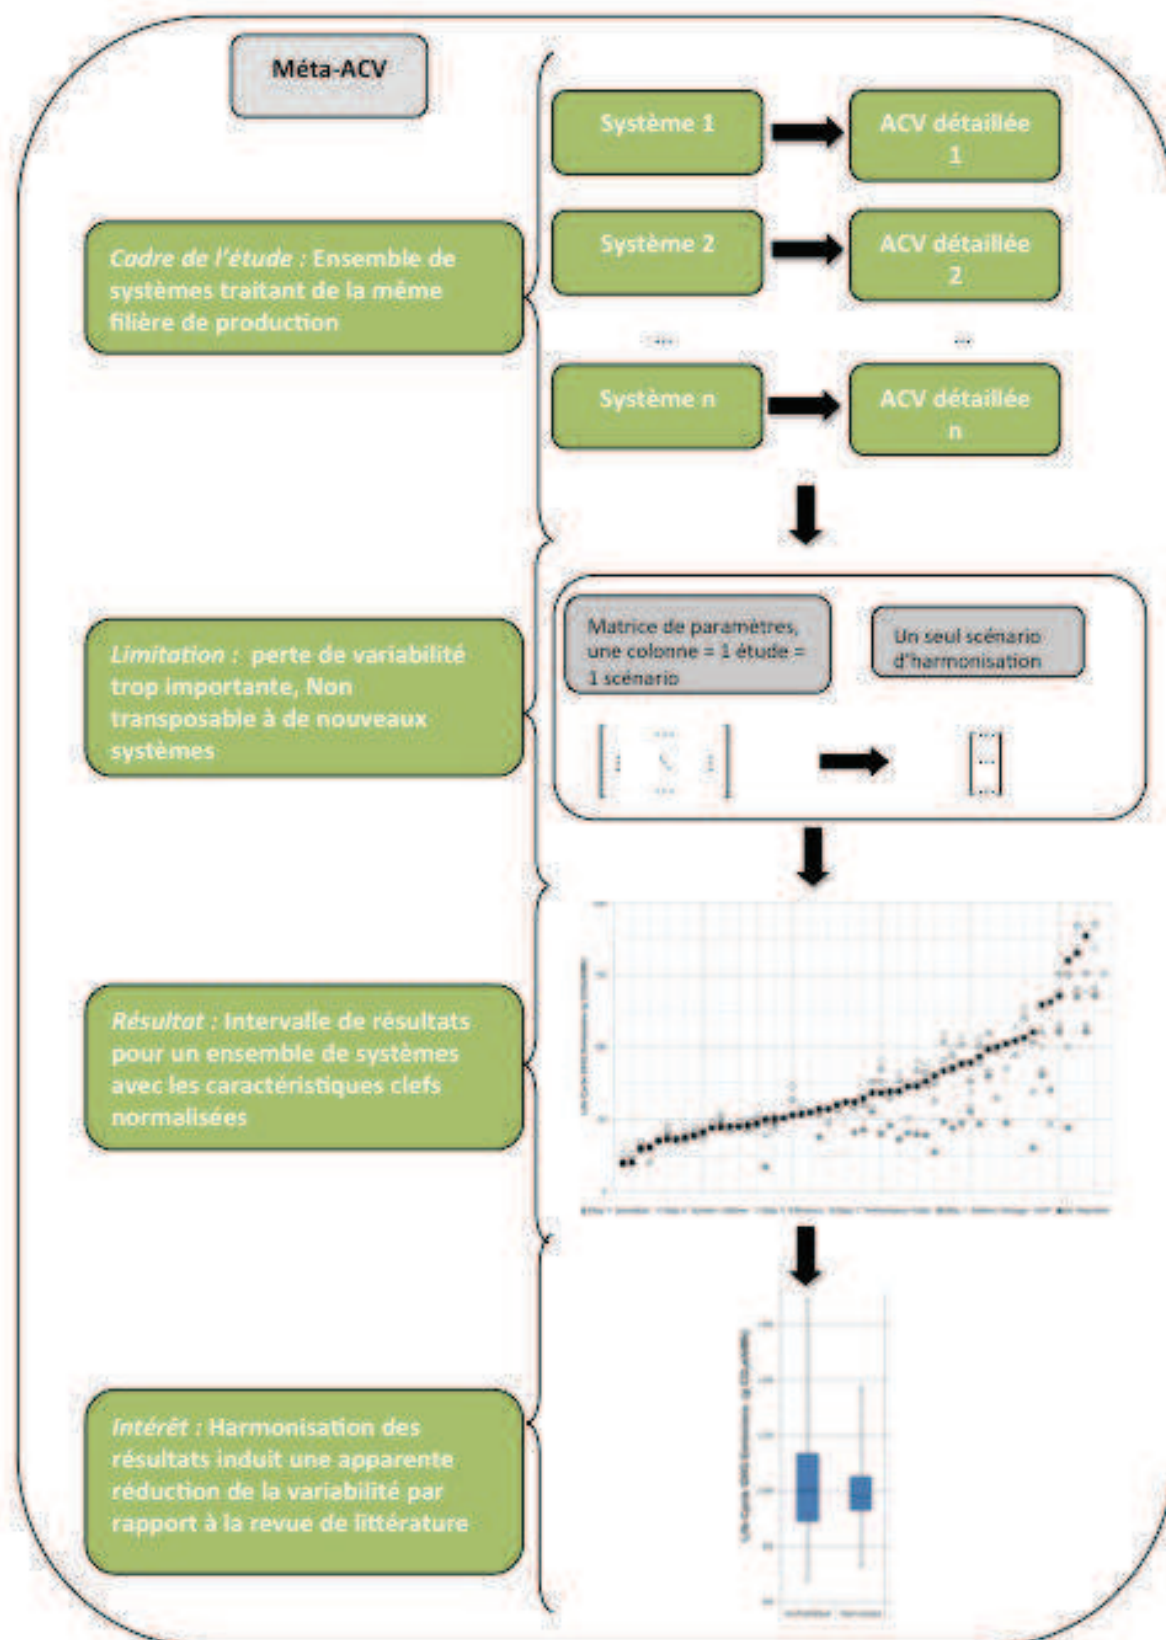 Méta-ACV
Système 1
ACV détaillée
1
Système 2
ACV détaillée
2
Cadre de l'étude : Ensemble de
systèmes traitant de la même
filière de production
...
...
Système n
ACV détaillée
n
Limitation : perte de variabilité
trop importante, Non
transposable à de nouveaux
systèmes
Matrice de paramètres,
une colonne = 1 étude =
1 scénario
Un seul scénario
d'harmonisation
Résultat : Intervalle de résultats
pour un ensemble de systèmes
avec les caractéristiques clefs
normalisées
Intérêt : Harmonisation des
résultats induit une apparente
réduction de la variabilité par
rapport à la revue de littérature